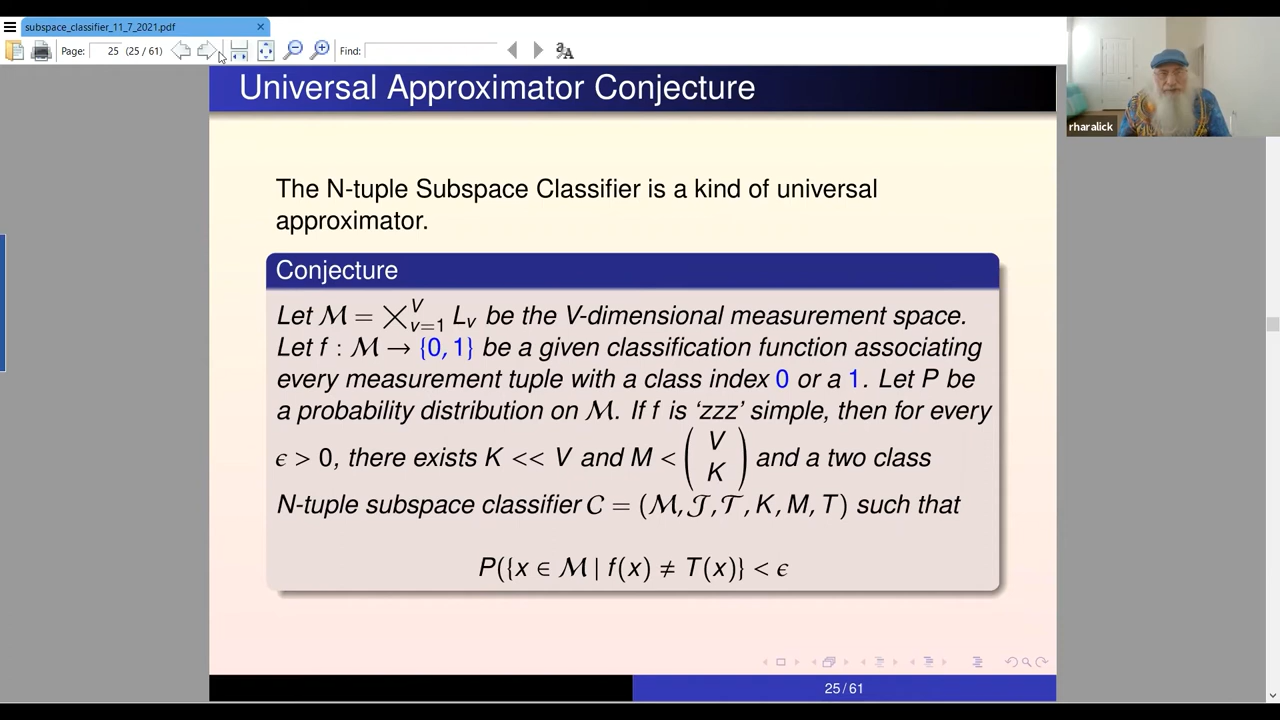 subspace_classifier_11_7_2021.pdf
Page: 25 (25 / 61) Find:
rharalick
Universal Approximator Conjecture
The N-tuple Subspace Classifier is a kind of universal
approximator.
Conjecture
Let ℳ = ⨉ᵥ₌₁ⱽ Lᵥ be the V-dimensional measurement space.
Let f : ℳ → {0, 1} be a given classification function associating
every measurement tuple with a class index 0 or a 1. Let P be
a probability distribution on ℳ. If f is ‘zzz’ simple, then for every
ϵ > 0, there exists K << V and M < (V K) and a two class
N-tuple subspace classifier 𝒞 = (ℳ, 𝒥, 𝒯, K, M, T) such that
P({x ∈ ℳ | f(x) ≠ T(x)} < ϵ
25 / 61